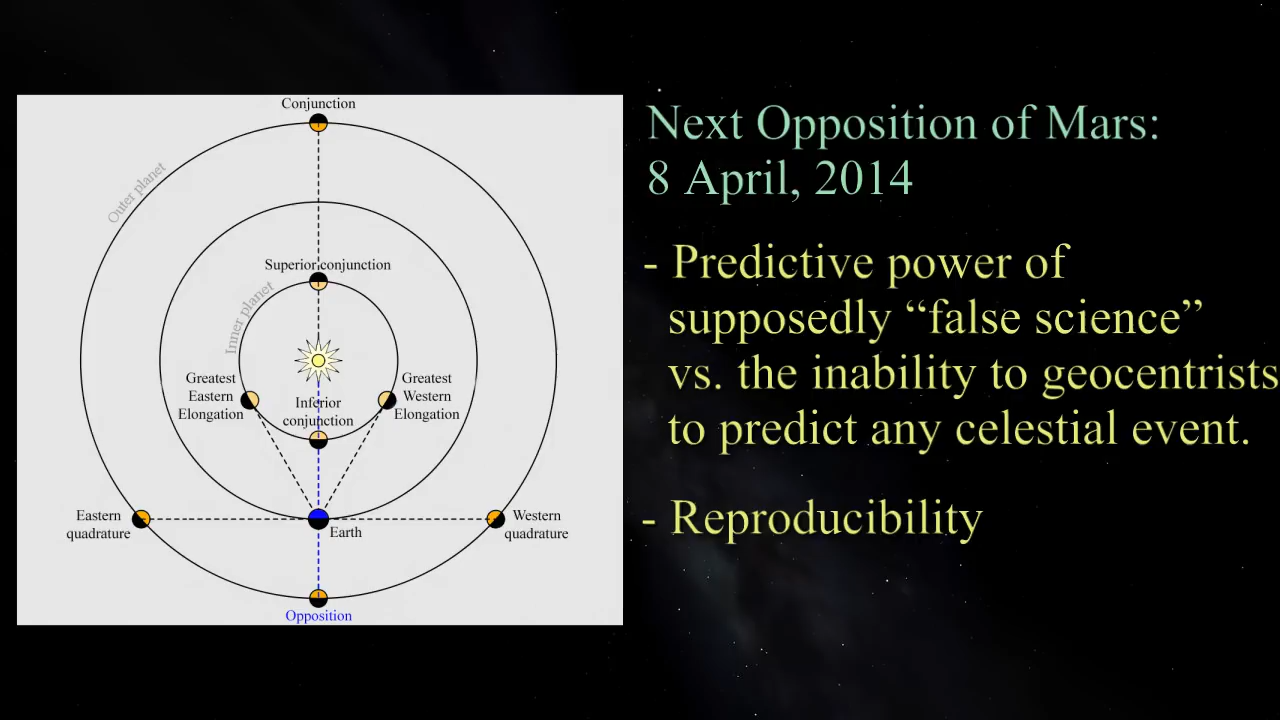 Conjunction
Outer planet
Superior conjunction
Inner planet
Greatest
Eastern
Elongation
Greatest
Western
Elongation
Inferior
conjunction
Eastern
quadrature
Earth
Western
quadrature
Opposition
Next Opposition of Mars:
8 April, 2014
- Predictive power of
supposedly “false science”
vs. the inability to geocentrists
to predict any celestial event.
- Reproducibility